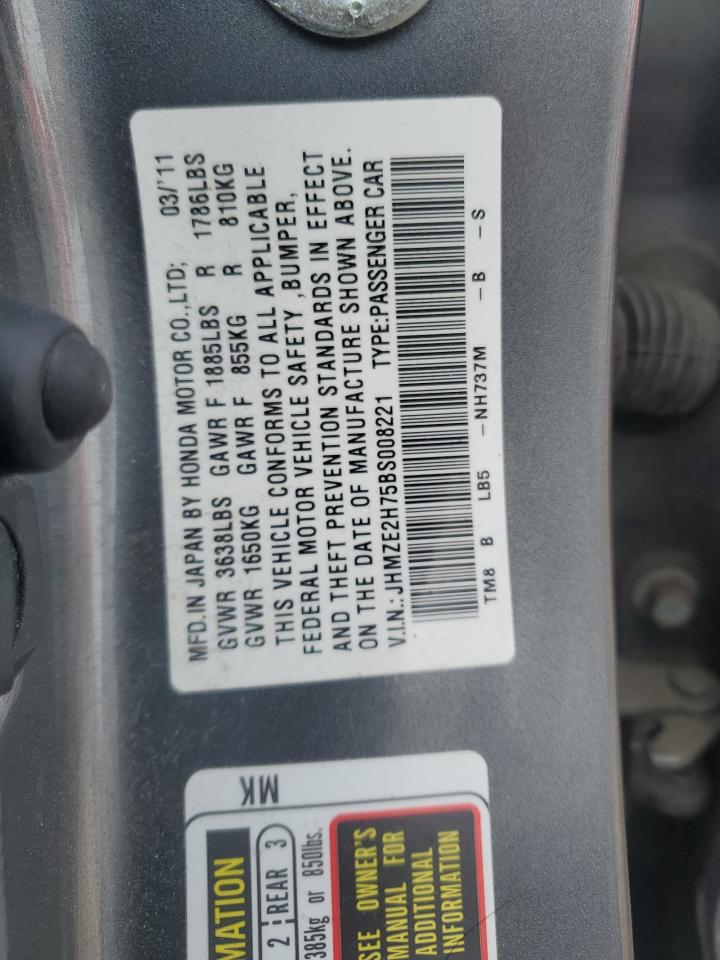 MFD.IN JAPAN BY HONDA MOTOR CO.,LTD; 03/'11
GVWR 3638LBS GAWR F 1885LBS R 1786LBS
GVWR 1650KG GAWR F 855KG R 810KG
THIS VEHICLE CONFORMS TO ALL APPLICABLE
FEDERAL MOTOR VEHICLE SAFETY ,BUMPER,
AND THEFT PREVENTION STANDARDS IN EFFECT
ON THE DATE OF MANUFACTURE SHOWN ABOVE.
V.I.N.:JHMZE2H75BS008221 TYPE:PASSENGER CAR
TM8 B LB5 -NH737M -B -S
MK
MATION
2 REAR 3
385kg or 850lbs.
SEE OWNER'S
MANUAL FOR
ADDITIONAL
INFORMATION